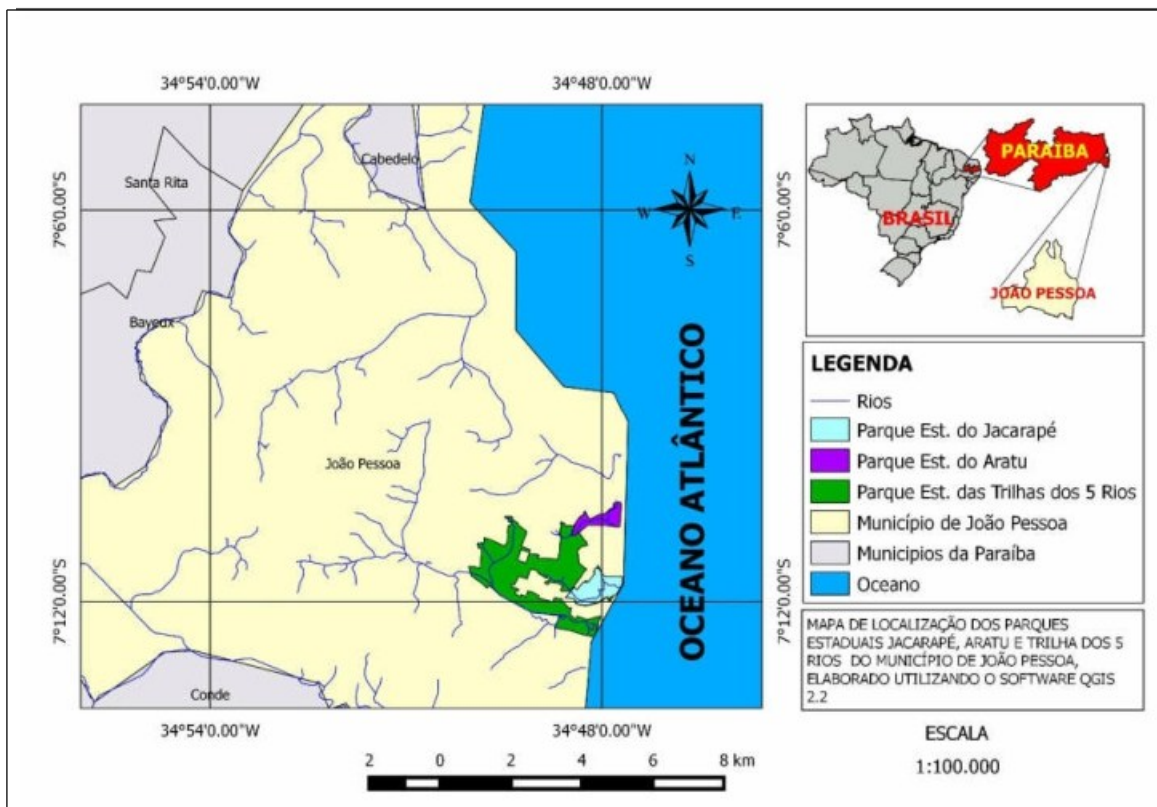 34°54'0.00"W
34°48'0.00"W
7°6'0.00"S
7°12'0.00"S
Cabedelo
Santa Rita
Bayeux
João Pessoa
Conde
N
W
E
S
OCEANO ATLÂNTICO
7°6'0.00"S
7°12'0.00"S
34°54'0.00"W
34°48'0.00"W
2 0 2 4 6 8 km
PARAÍBA
BRASIL
JOÃO PESSOA
LEGENDA
Rios
Parque Est. do Jacarapé
Parque Est. do Aratu
Parque Est. das Trilhas dos 5 Rios
Município de João Pessoa
Municipios da Paraíba
Oceano
MAPA DE LOCALIZAÇÃO DOS PARQUES
ESTADUAIS JACARAPÉ, ARATU E TRILHA DOS 5
RIOS DO MUNICÍPIO DE JOÃO PESSOA,
ELABORADO UTILIZANDO O SOFTWARE QGIS
2.2
ESCALA
1:100.000